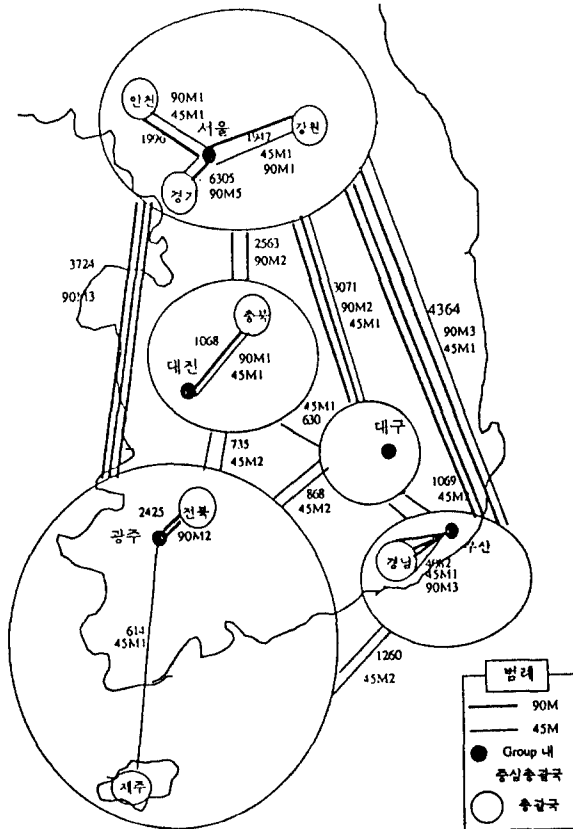 인천
90M1
45M1
1996
서울
1917
강원
45M1
90M1
6305
90M5
경기
2563
90M2
3724
90M3
3071
90M2
45M1
4364
90M3
45M1
충북
1068
대전
90M1
45M1
45M1
630
대구
735
45M2
868
45M2
1069
45M2
2425
전북
광주
90M2
부산
경남
45M1
90M3
614
45M1
1260
45M2
제주
범례
90M
45M
Group 내
중심총괄국
총괄국